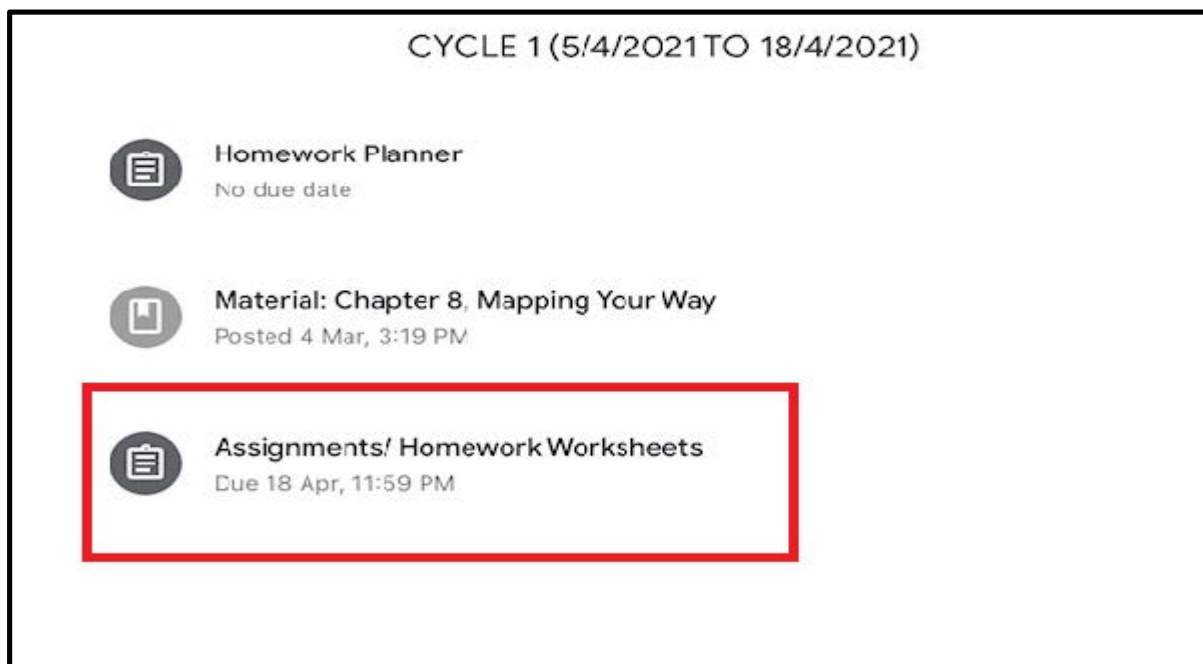 CYCLE 1 (5/4/2021 TO 18/4/2021)
Homework Planner
No due date
Material: Chapter 8, Mapping Your Way
Posted 4 Mar, 3:19 PM
Assignments/ Homework Worksheets
Due 18 Apr, 11:59 PM